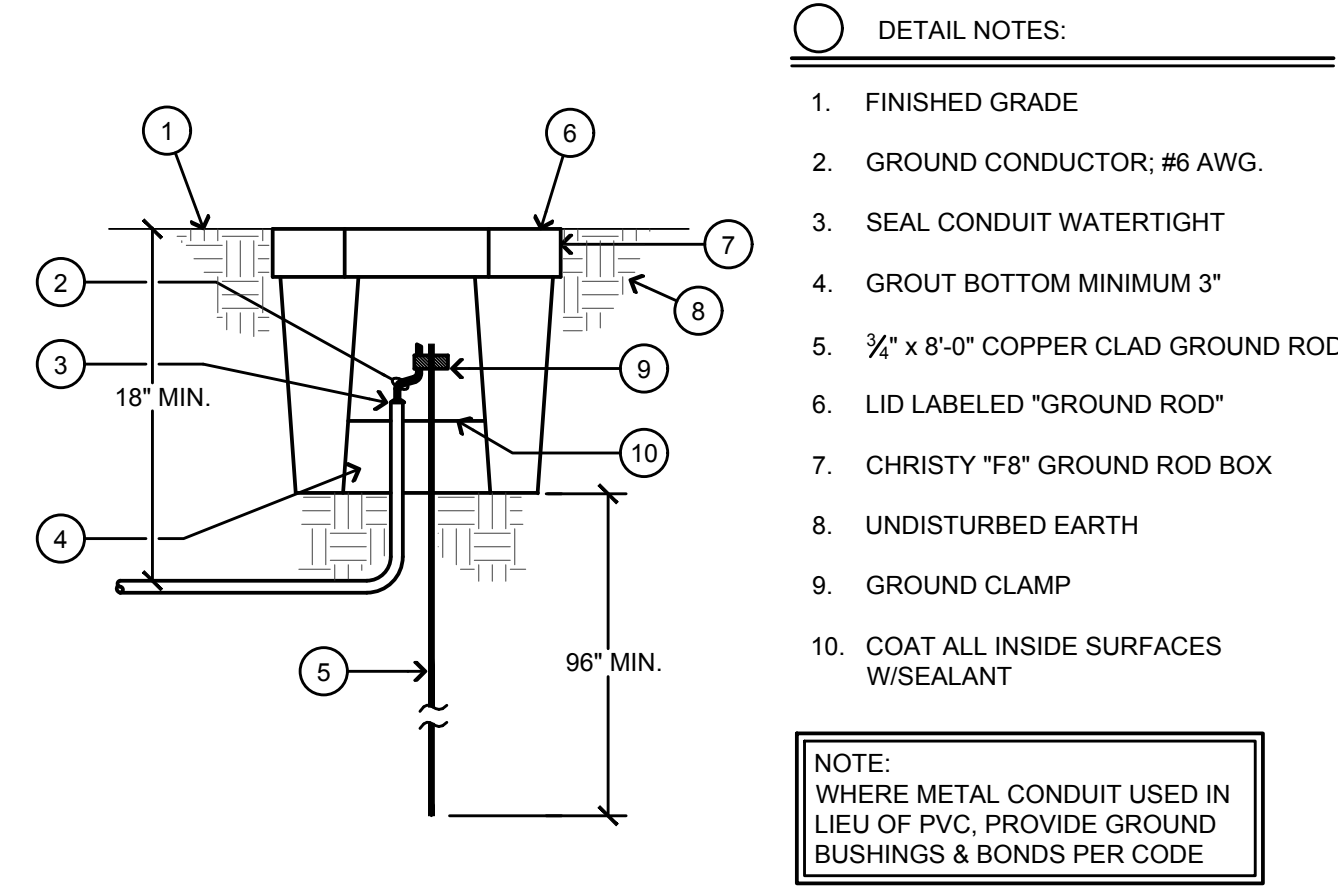 DETAIL NOTES:
1. FINISHED GRADE
2. GROUND CONDUCTOR; #6 AWG.
3. SEAL CONDUIT WATERTIGHT
4. GROUT BOTTOM MINIMUM 3"
5. ¾" x 8'-0" COPPER CLAD GROUND ROD
6. LID LABELED "GROUND ROD"
7. CHRISTY "F8" GROUND ROD BOX
8. UNDISTURBED EARTH
9. GROUND CLAMP
10. COAT ALL INSIDE SURFACES
W/SEALANT
NOTE:
WHERE METAL CONDUIT USED IN
LIEU OF PVC, PROVIDE GROUND
BUSHINGS & BONDS PER CODE
1
6
7
2
8
3
9
18" MIN.
10
4
5
96" MIN.